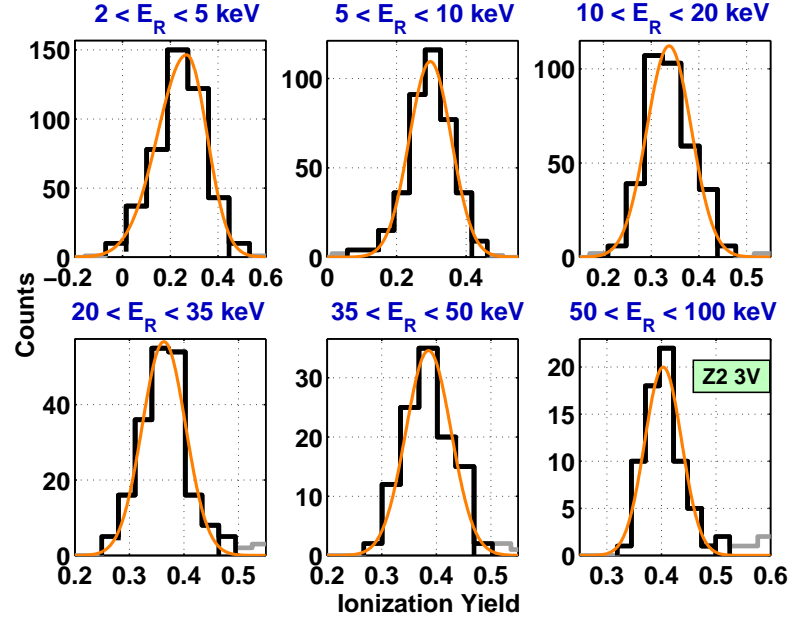 2 < E_R < 5 keV
5 < E_R < 10 keV
10 < E_R < 20 keV
150
100
50
0
−0.2 0 0.2 0.4 0.6
100
50
0
0 0.2 0.4
100
50
0
0.2 0.3 0.4 0.5
Counts
20 < E_R < 35 keV
35 < E_R < 50 keV
50 < E_R < 100 keV
40
20
0
0.2 0.3 0.4 0.5
30
20
10
0
0.2 0.3 0.4 0.5
Z2 3V
20
15
10
5
0
0.3 0.4 0.5 0.6
Ionization Yield